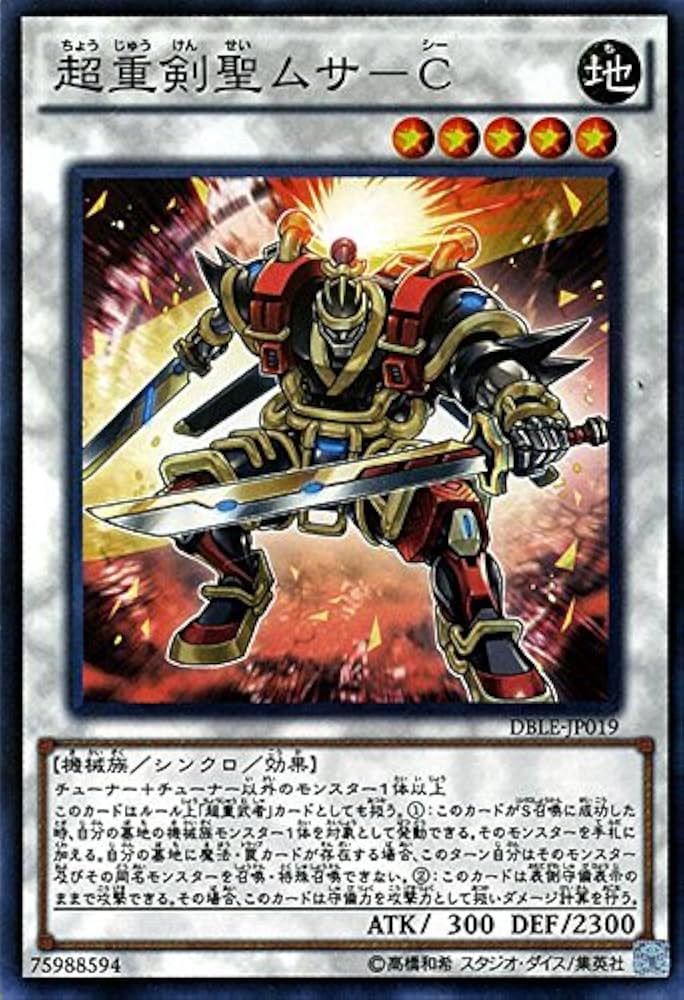 ちょう じゅう けん せい シー
超重剣聖ムサ－C
ち
地
DBLE-JP019
[機械族／シンクロ／効果]
チューナー＋チューナー以外のモンスター1体以上
このカードはルール上「超重武者」カードとしても扱う。①：このカードがS召喚に成功した
時、自分の墓地の機械族モンスター1体を対象として発動できる。そのモンスターを手札に
加える。自分の墓地に魔法・罠カードが存在する場合、このターン自分はそのモンスター
及びその同名モンスターを召喚・特殊召喚できない。②：このカードは表側守備表示の
ままで攻撃できる。その場合、このカードは守備力を攻撃力として扱いダメージ計算を行う。
ATK/ 300 DEF/2300
75988594
©高橋和希 スタジオ・ダイス/集英社